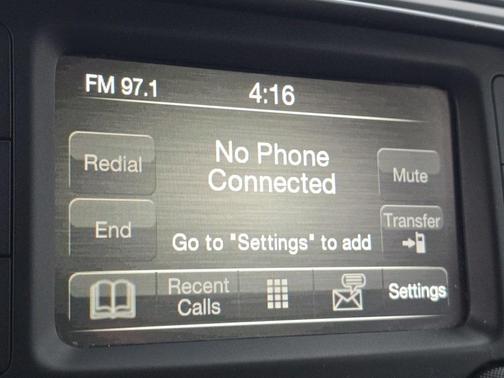 FM 97.1
4:16
Redial
No Phone
Connected
Mute
End
Go to "Settings" to add
Transfer
Recent
Calls
Settings